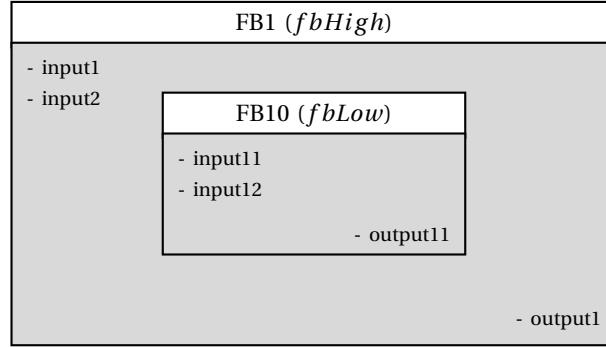 FB1 (fbHigh)
- input1
- input2
FB10 (fbLow)
- input11
- input12
- output11
- output1